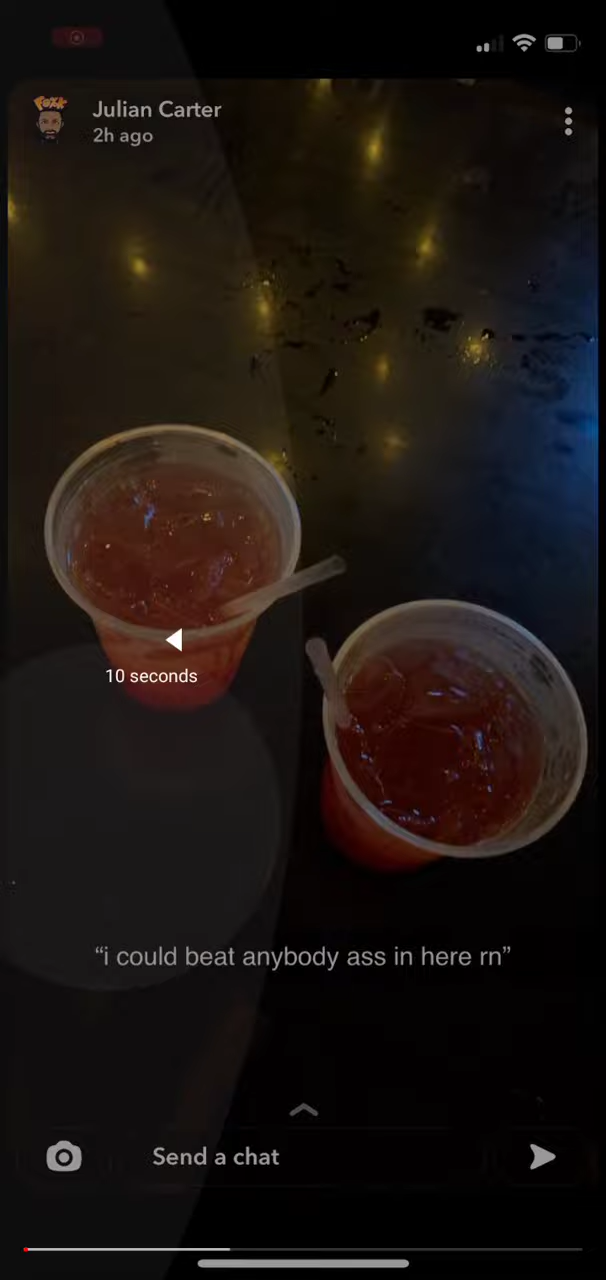 Julian Carter
2h ago
10 seconds
“i could beat anybody ass in here rn”
Send a chat